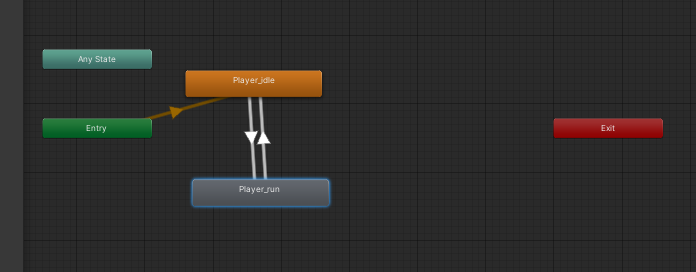 Any State
Player_idle
Entry
Exit
Player_run